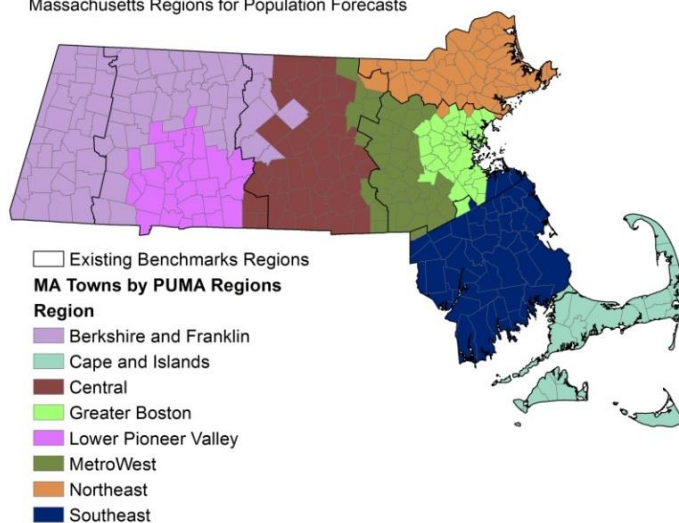 Massachusetts Regions for Population Forecasts
Existing Benchmarks Regions
MA Towns by PUMA Regions
Region
Berkshire and Franklin
Cape and Islands
Central
Greater Boston
Lower Pioneer Valley
MetroWest
Northeast
Southeast